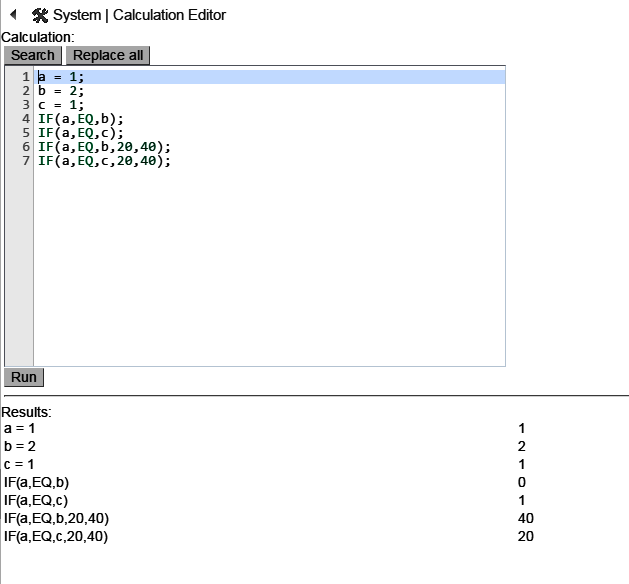 System | Calculation Editor
Calculation:
Search Replace all
1 a = 1;
2 b = 2;
3 c = 1;
4 IF(a,EQ,b);
5 IF(a,EQ,c);
6 IF(a,EQ,b,20,40);
7 IF(a,EQ,c,20,40);
Run
Results:
a = 1 1
b = 2 2
c = 1 1
IF(a,EQ,b) 0
IF(a,EQ,c) 1
IF(a,EQ,b,20,40) 40
IF(a,EQ,c,20,40) 20